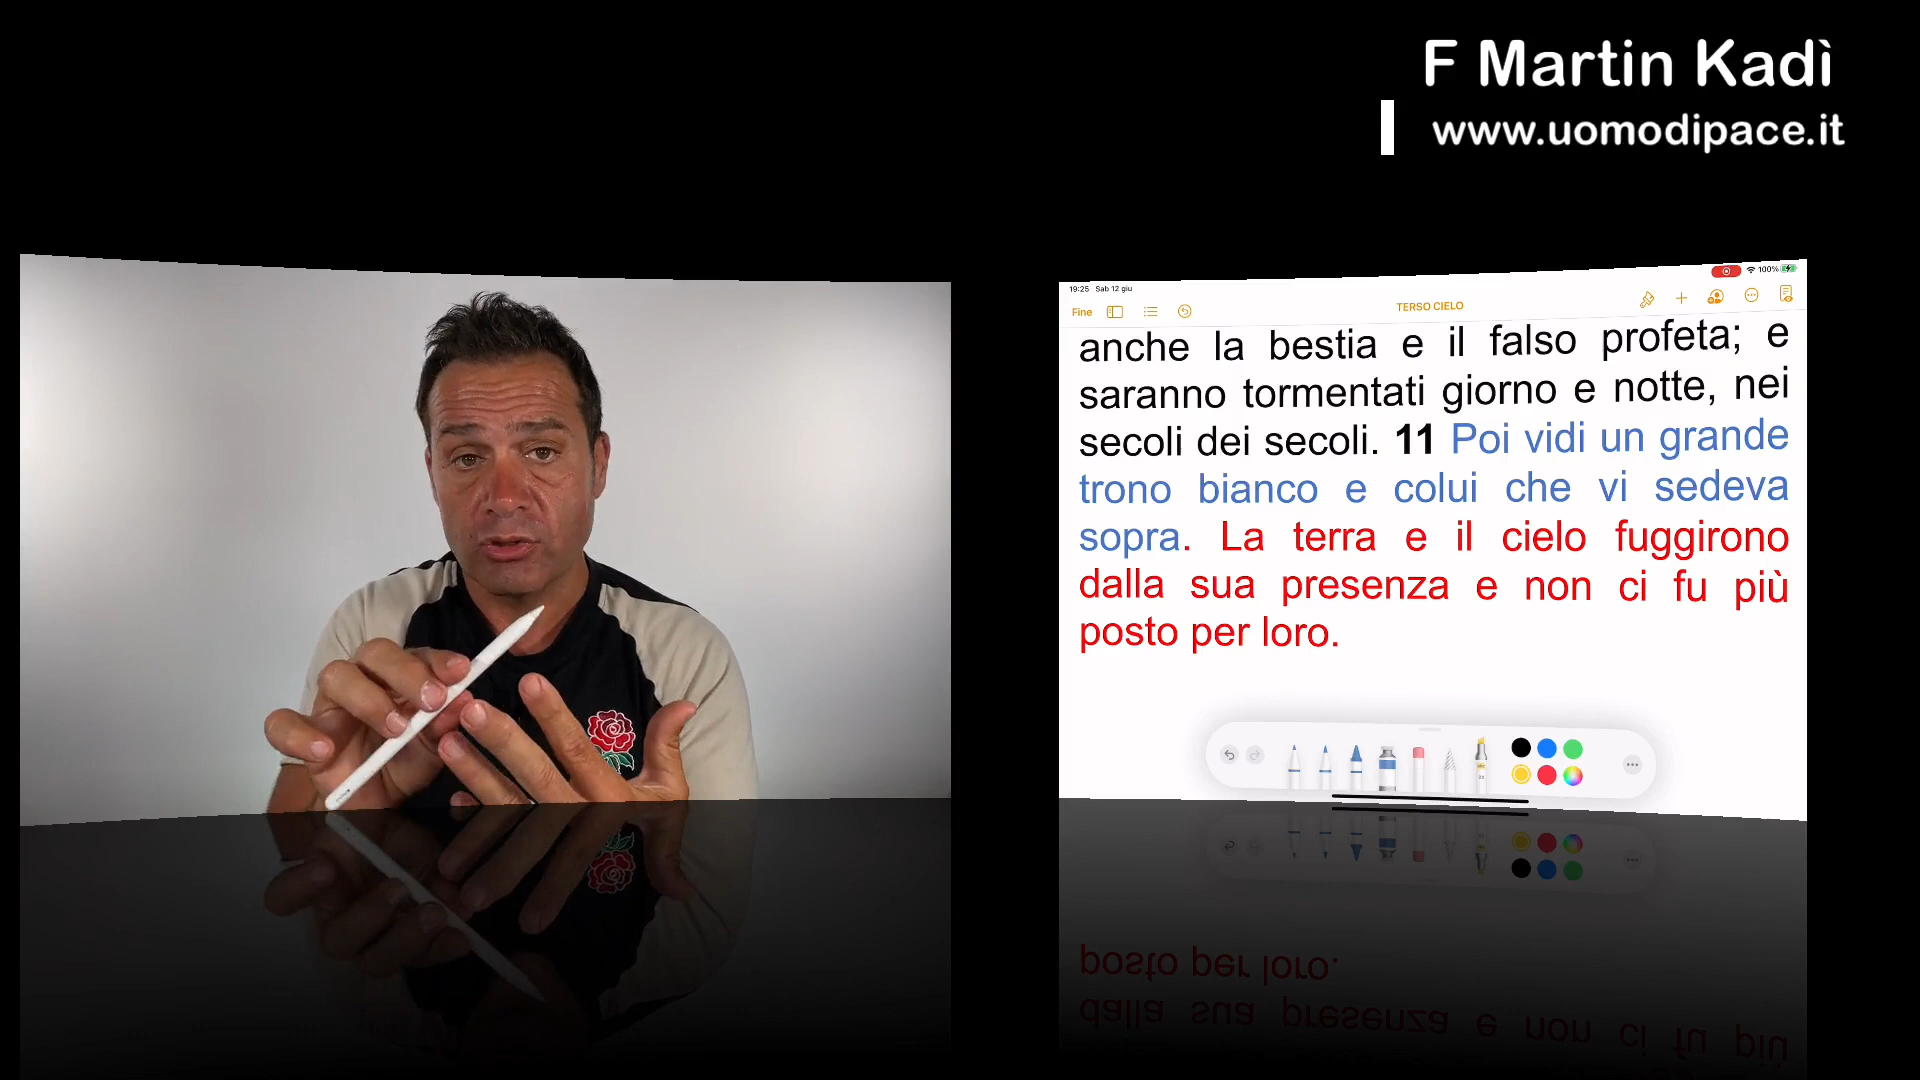 F Martin Kadì
www.uomodipace.it
19:25 Sab 12 giu
100%
Fine
TERSO CIELO
anche la bestia e il falso profeta; e
saranno tormentati giorno e notte, nei
secoli dei secoli. 11 Poi vidi un grande
trono bianco e colui che vi sedeva
sopra. La terra e il cielo fuggirono
dalla sua presenza e non ci fu più
posto per loro.